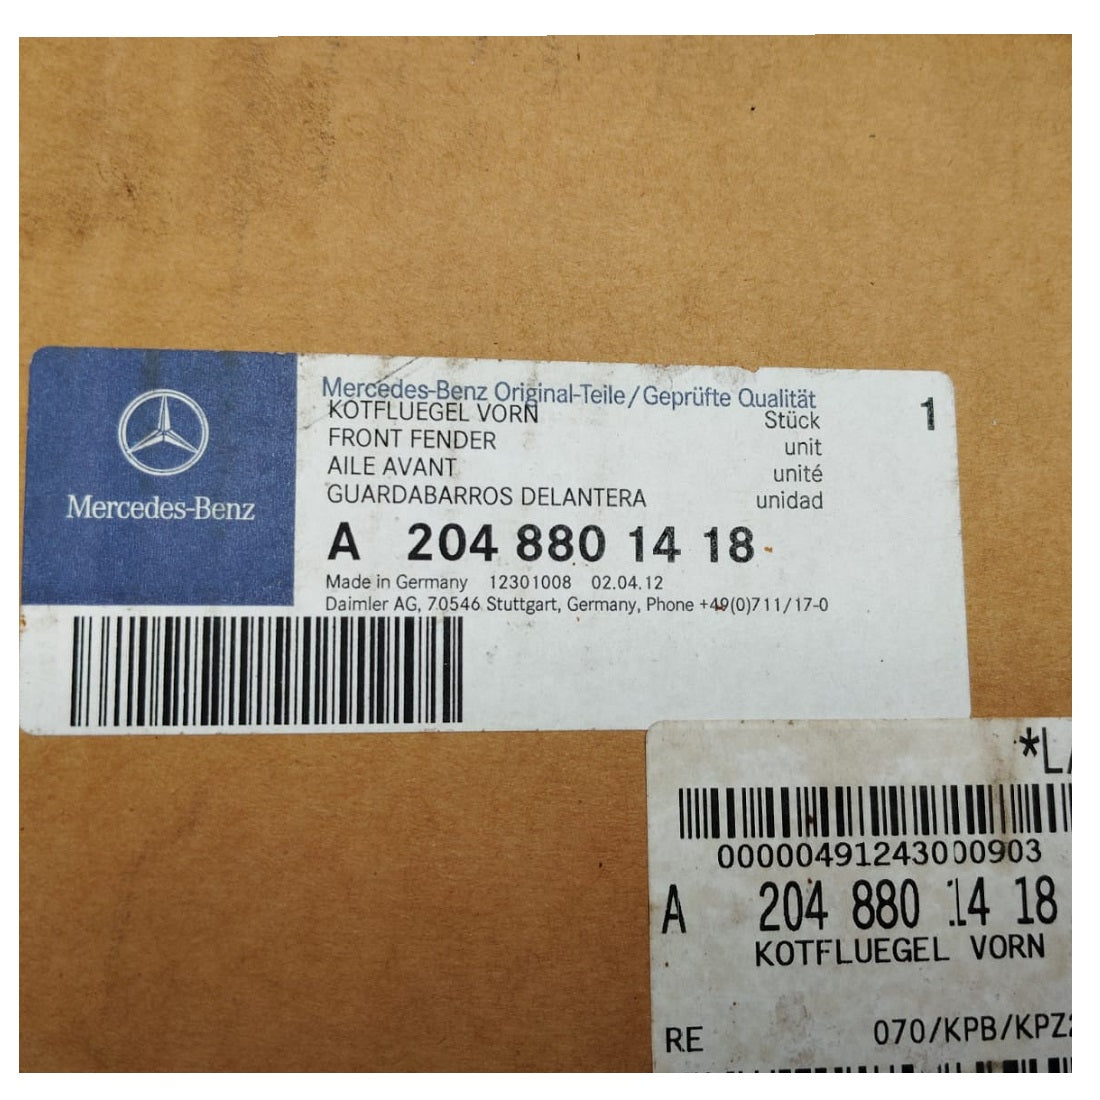 Mercedes-Benz
Mercedes-Benz Original-Teile/Geprüfte Qualität
KOTFLUEGEL VORN Stück 1
FRONT FENDER unit
AILE AVANT unité
GUARDABARROS DELANTERA unidad
A 204 880 14 18
Made in Germany 12301008 02.04.12
Daimler AG, 70546 Stuttgart, Germany, Phone +49(0)711/17-0
00000491243000903
A 204 880 14 18
KOTFLUEGEL VORN
RE 070/KPB/KPZ